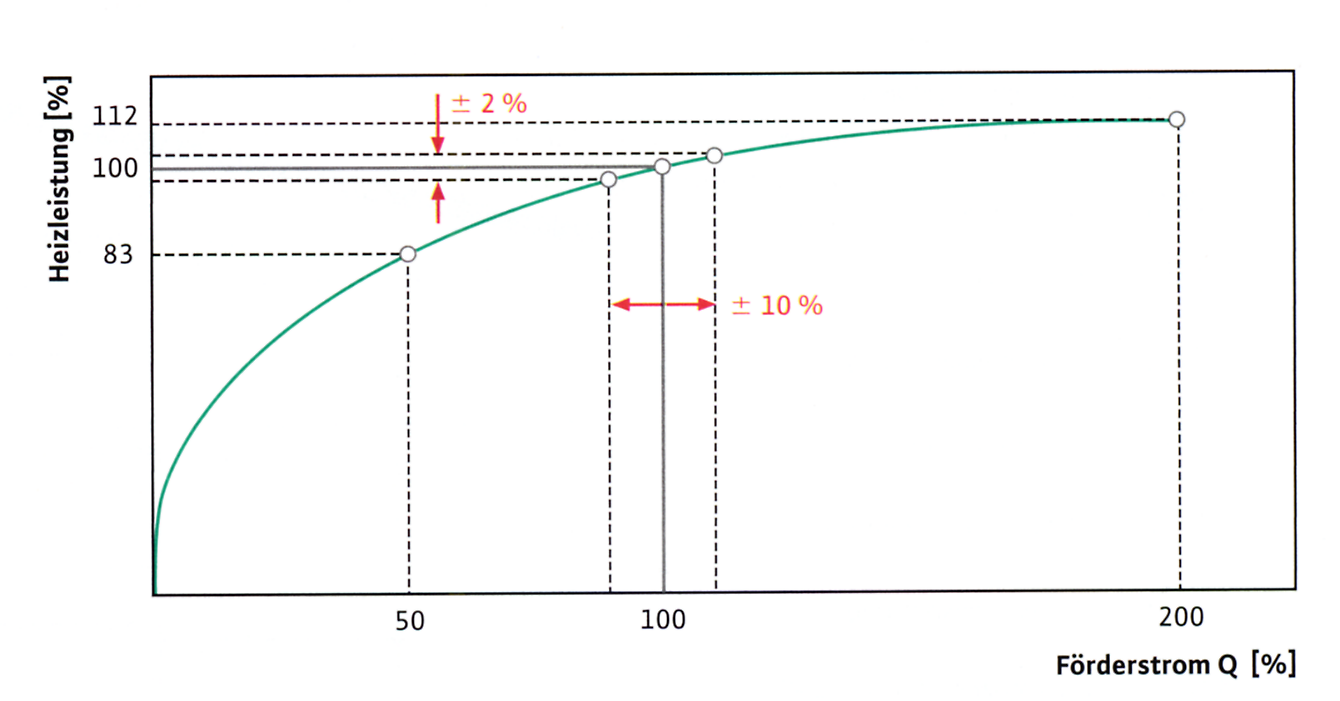 Heizleistung [%]
112
100
83
± 2 %
± 10 %
50
100
200
Förderstrom Q [%]